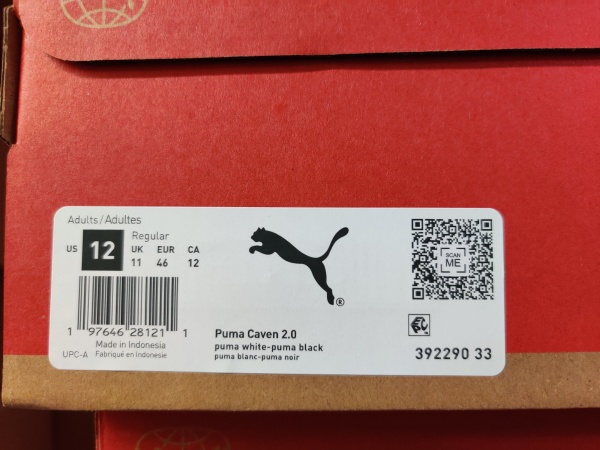 Adults/Adultes
Regular
US 12 UK EUR CA
11 46 12
SCAN
ME
1 97646 28121 1
Made in Indonesia
UPC-A Fabriqué en Indonésie
®
Puma Caven 2.0
puma white-puma black
puma blanc-puma noir
392290 33